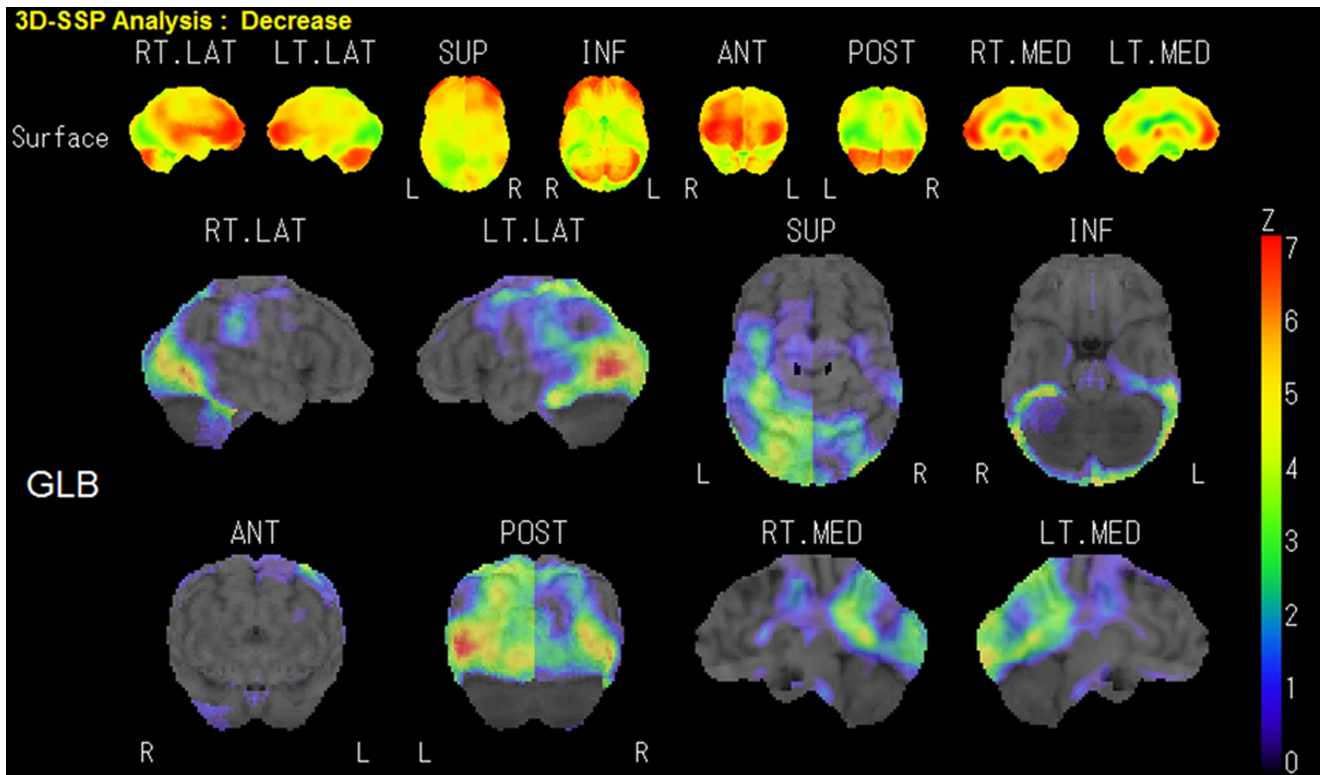 3D-SSP Analysis : Decrease
RT.LAT LT.LAT SUP INF ANT POST RT.MED LT.MED
Surface
L R R L R L L R
RT.LAT LT.LAT SUP INF
Z
7
6
5
4
3
2
1
0
L R R L
GLB
ANT POST RT.MED LT.MED
R L L R